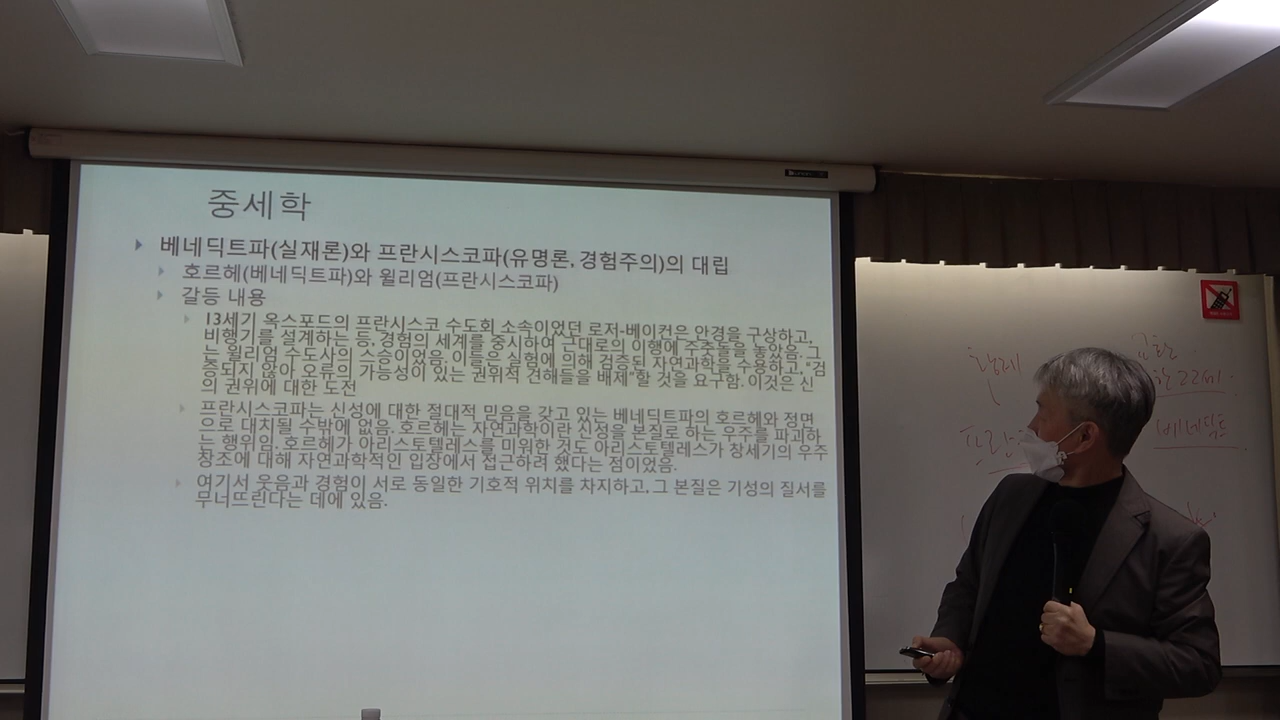 중세학
베네딕트파(실재론)와 프란시스코파(유명론, 경험주의)의 대립
호르헤(베네딕트파)와 윌리엄(프란시스코파)
갈등 내용
13세기 옥스포드의 프란시스코 수도회 소속이었던 로저-베이컨은 안경을 구상하고,
비행기를 설계하는 등, 경험의 세계를 중시하여 근대로의 이행에 주춧돌을 놓았음. 그
는 윌리엄 수도사의 스승이었음. 이들은 실험에 의해 검증된 자연과학을 수용하고, "검
증되지 않아 오류의 가능성이 있는 권위적 견해들을 배제"할 것을 요구함. 이것은 신
의 권위에 대한 도전
프란시스코파는 신성에 대한 절대적 믿음을 갖고 있는 베네딕트파의 호르헤와 정면
으로 대치될 수밖에 없음. 호르헤는 자연과학이란 신성을 본질로 하는 우주를 파괴하
는 행위임. 호르헤가 아리스토텔레스를 미워한 것도 아리스토텔레스가 창세기의 우주
창조에 대해 자연과학적인 입장에서 접근하려 했다는 점이었음.
여기서 웃음과 경험이 서로 동일한 기호적 위치를 차지하고, 그 본질은 기성의 질서를
무너뜨린다는 데에 있음.
황제
교황
프란
베네딕트